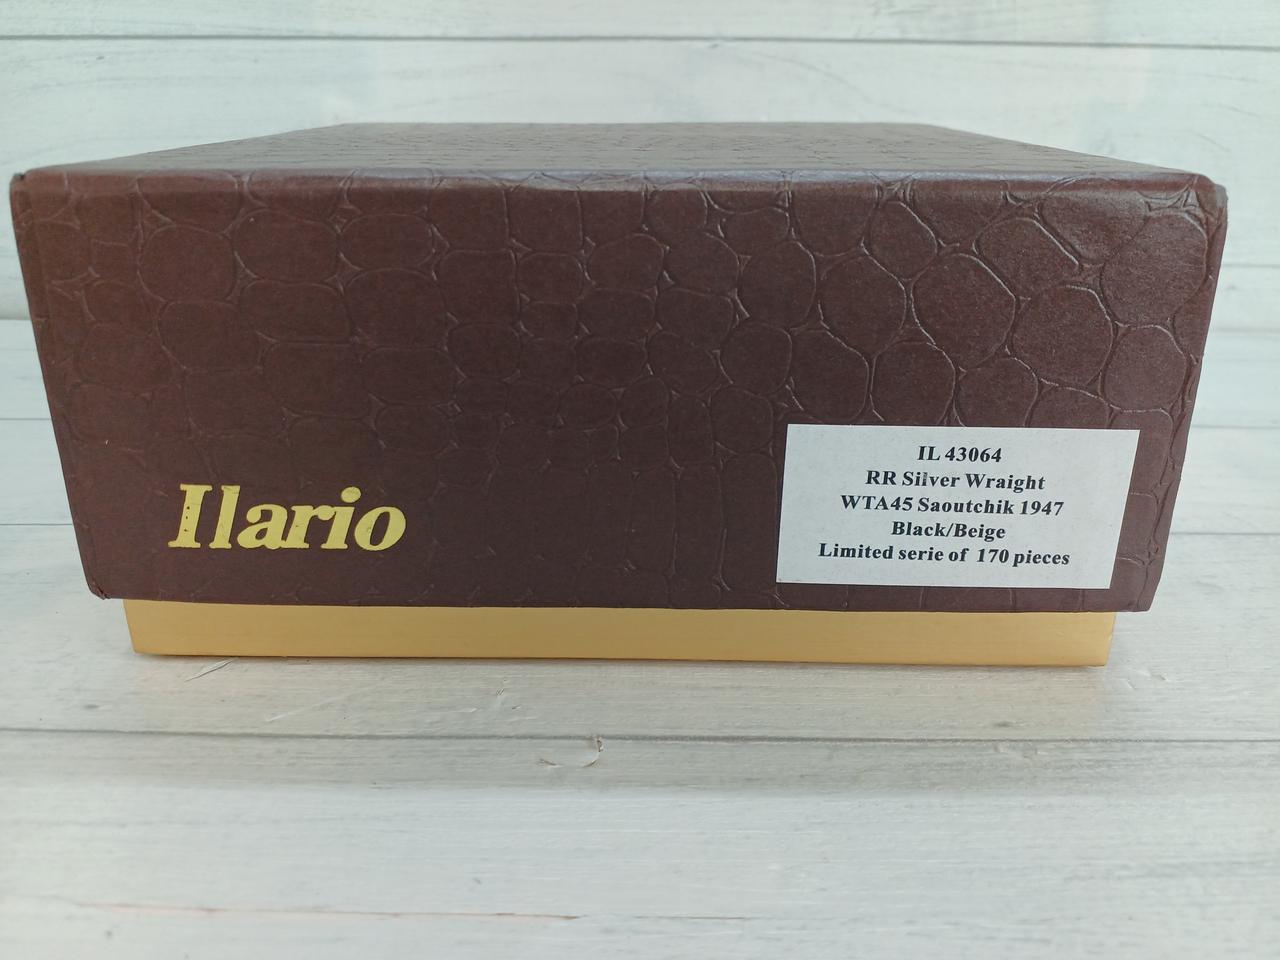 Ilario
IL 43064
RR Silver Wraight
WTA45 Saoutchik 1947
Black/Beige
Limited serie of 170 pieces